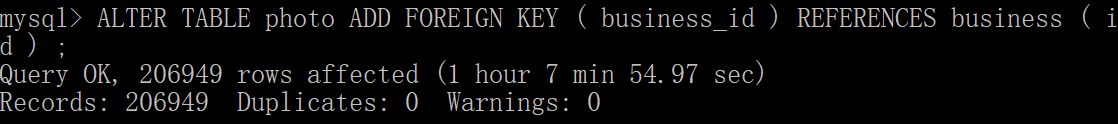 mysql> ALTER TABLE photo ADD FOREIGN KEY ( business_id ) REFERENCES business ( i
d ) ;
Query OK, 206949 rows affected (1 hour 7 min 54.97 sec)
Records: 206949  Duplicates: 0  Warnings: 0